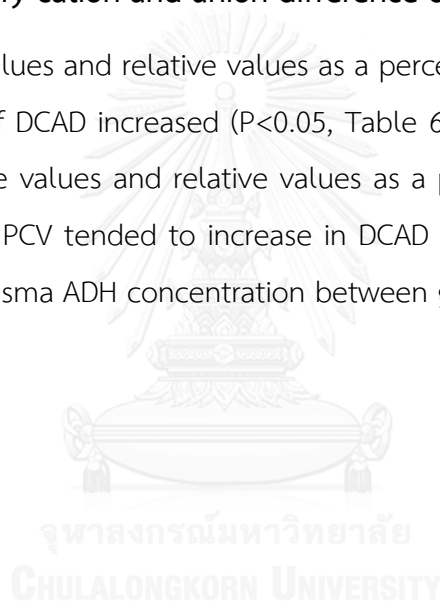 ry cation and anion difference
lues and relative values as a perce
f DCAD increased (P<0.05, Table 6
e values and relative values as a
PCV tended to increase in DCAD
sma ADH concentration between
จุฬาลงกรณ์มหาวิทยาลัย
CHULALONGKORN UNIVERSITY